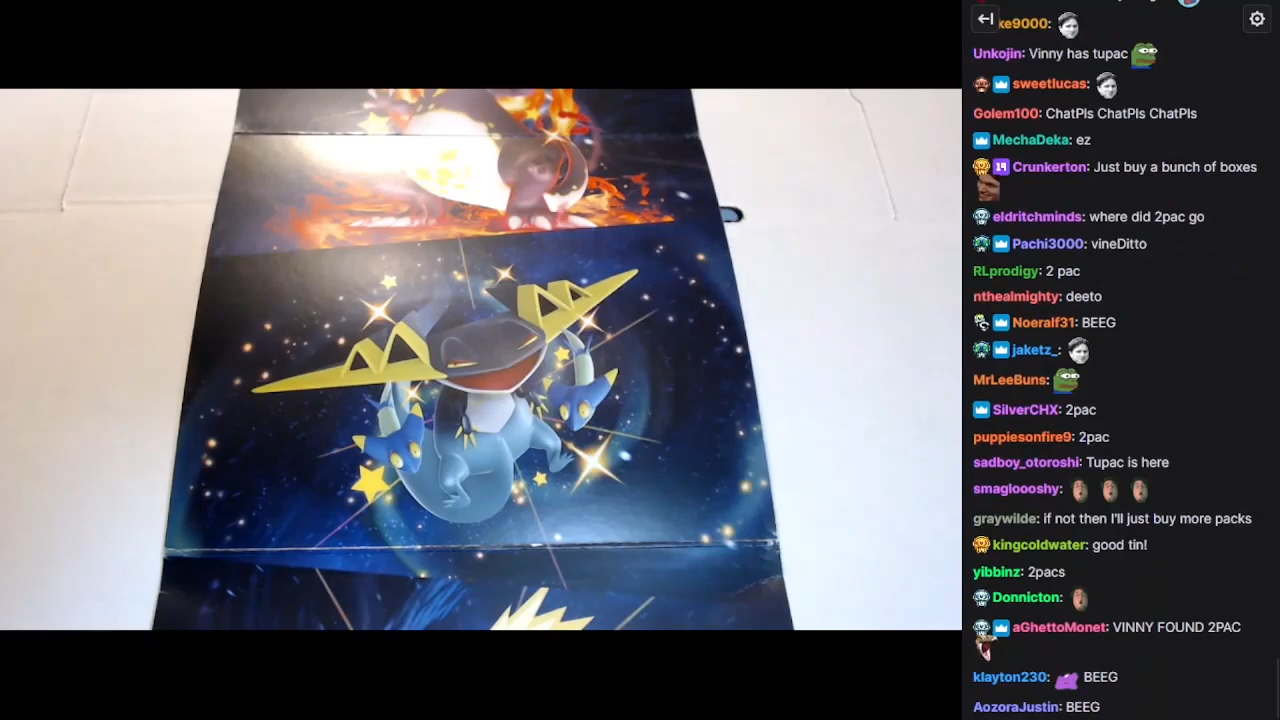 ke9000:
Unkojin: Vinny has tupac
sweetlucas:
Golem100: ChatPls ChatPls ChatPls
MechaDeka: ez
19 Crunkerton: Just buy a bunch of boxes
eldritchminds: where did 2pac go
Pachi3000: vineDitto
RLprodigy: 2 pac
nthealmighty: deeto
Noeralf31: BEEG
jaketz_:
MrLeeBuns:
SilverCHX: 2pac
puppiesonfire9: 2pac
sadboy_otoroshi: Tupac is here
smagloooshy:
graywilde: if not then I'll just buy more packs
kingcoldwater: good tin!
yibbinz: 2pacs
Donnicton:
aGhettoMonet: VINNY FOUND 2PAC
klayton230: BEEG
AozoraJustin: BEEG